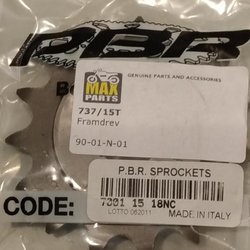 PBR
GENUINE PARTS AND ACCESSORIES
MAX
PARTS
737/15T
Framdrev
90-01-N-01
P.B.R. SPROCKETS
CODE:
7001 15 18NC
LOTTO 062011 MADE IN ITALY